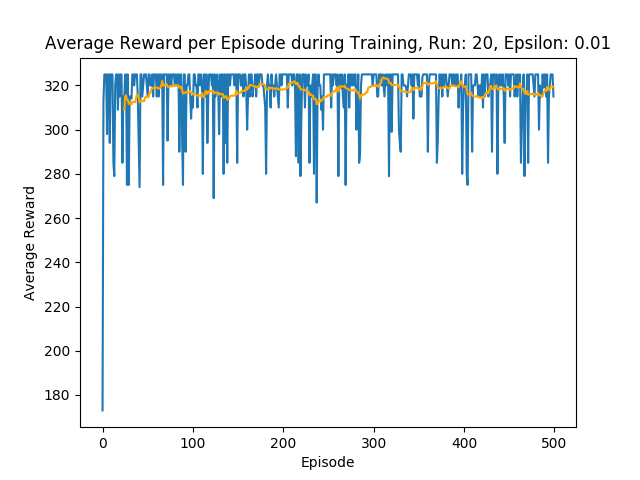 Average Reward per Episode during Training, Run: 20, Epsilon: 0.01
Average Reward
320
300
280
260
240
220
200
180
0 100 200 300 400 500
Episode